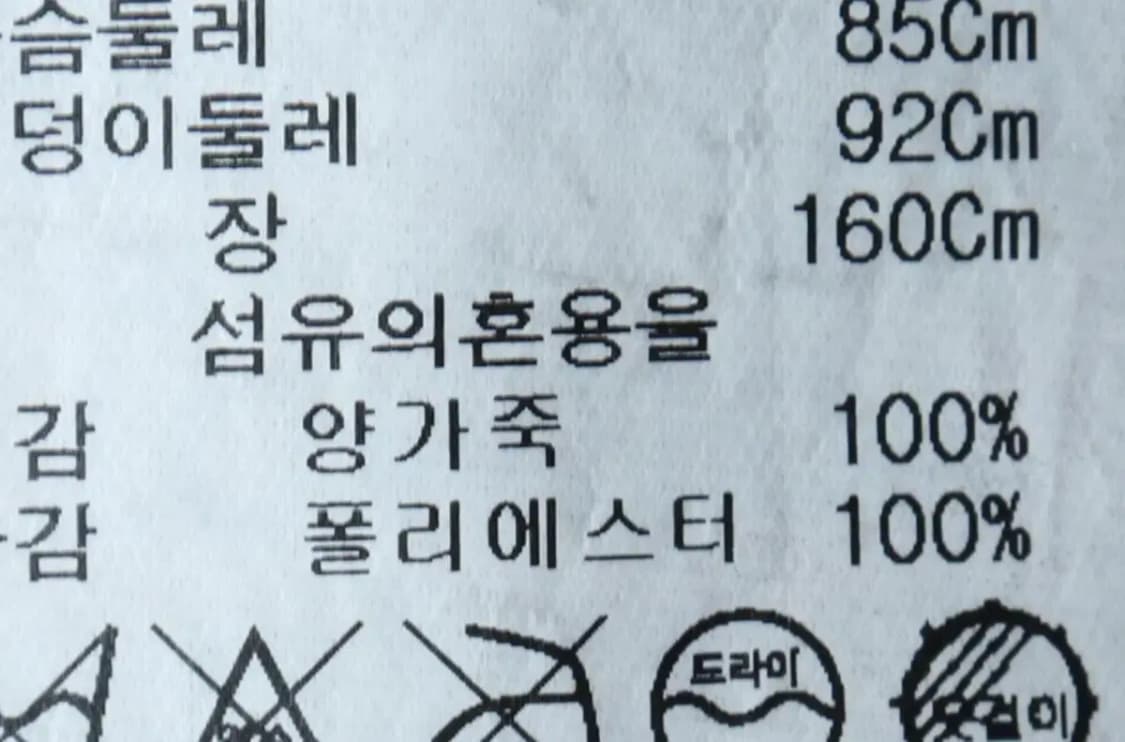 슴둘레 85Cm
덩이둘레 92Cm
장 160Cm
섬유의혼용율
감 양가죽 100%
감 폴리에스터 100%
드라이
옷걸이